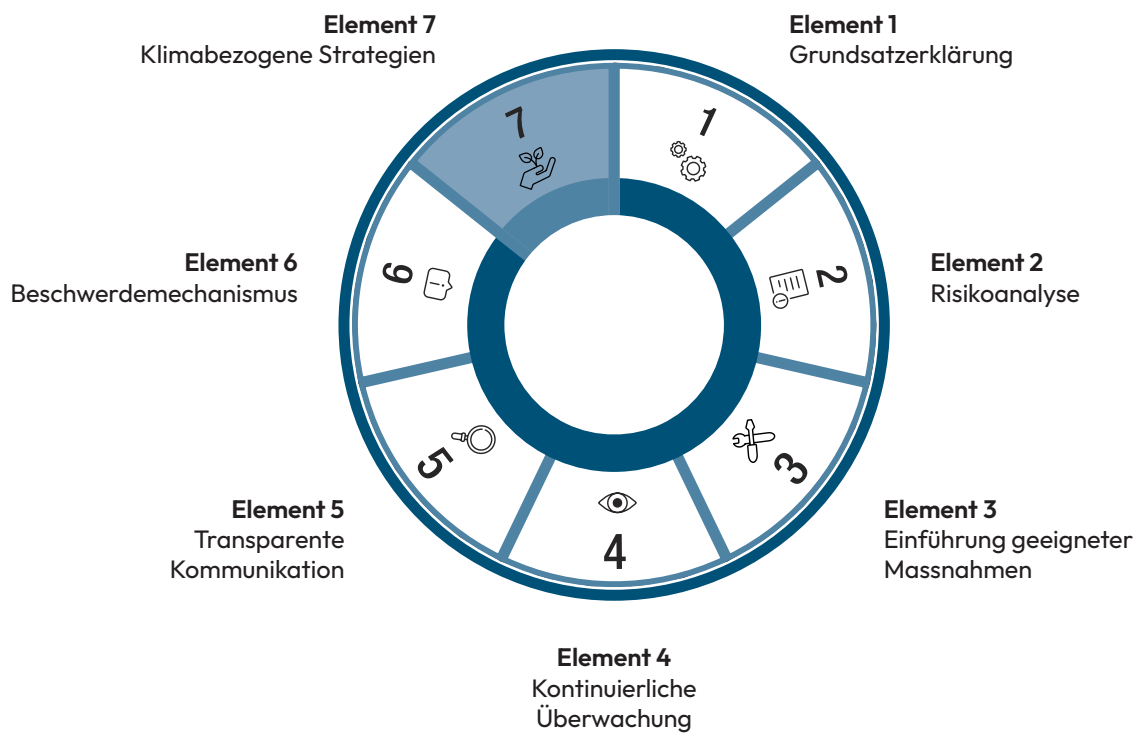 Element 7
Klimabezogene Strategien
Element 1
Grundsatzerklärung
7
1
Element 6
Beschwerdemechanismus
6
2
Element 2
Risikoanalyse
5
4
3
Element 5
Transparente
Kommunikation
Element 3
Einführung geeigneter
Massnahmen
Element 4
Kontinuierliche
Überwachung